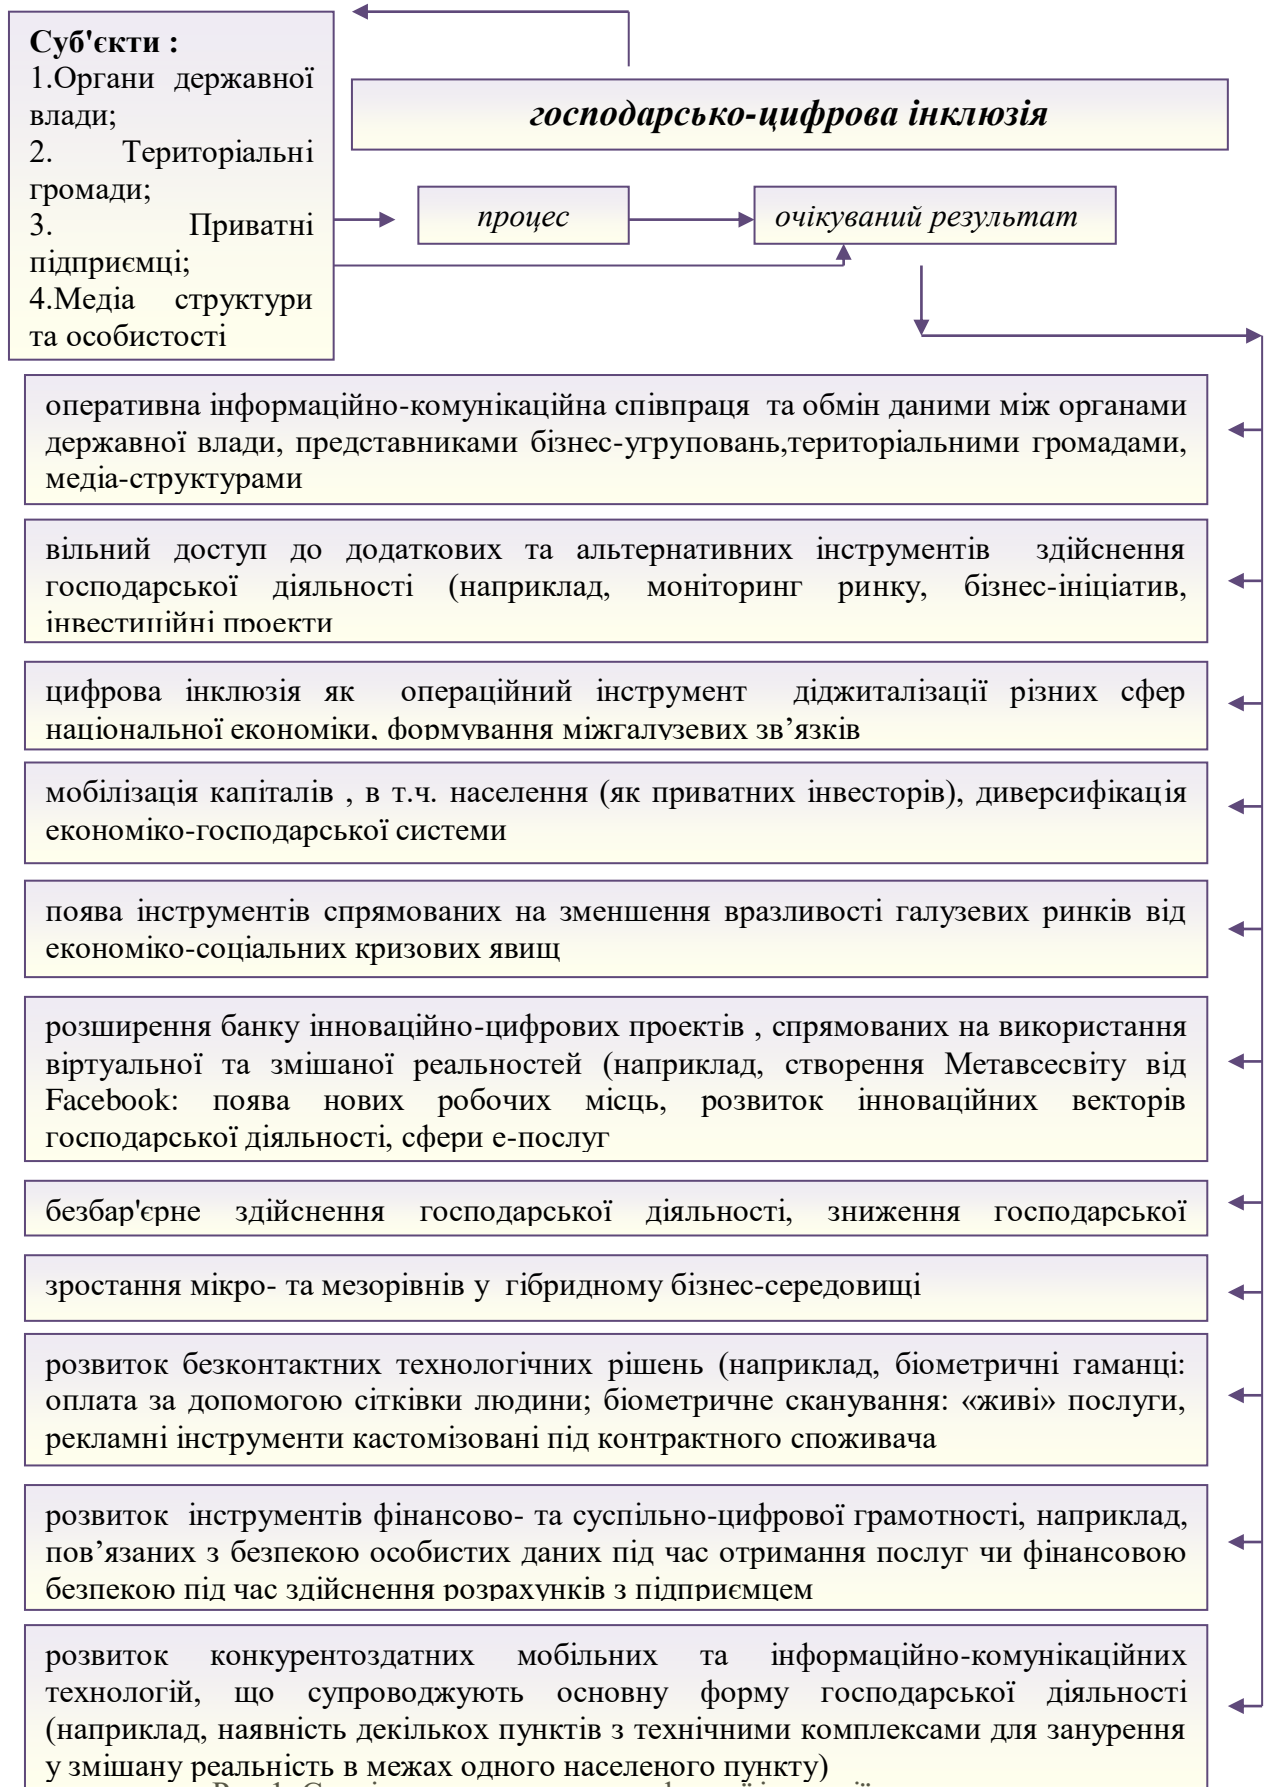 Суб'єкти :
1.Органи державної
влади;
2. Територіальні
громади;
3. Приватні
підприємці;
4.Медіа структури
та особистості
господарсько-цифрова інклюзія
процес
очікуваний результат
оперативна інформаційно-комунікаційна співпраця та обмін даними між органами
державної влади, представниками бізнес-угруповань,територіальними громадами,
медіа-структурами
вільний доступ до додаткових та альтернативних інструментів здійснення
господарської діяльності (наприклад, моніторинг ринку, бізнес-ініціатив,
інвестиційні проекти
цифрова інклюзія як операційний інструмент діджиталізації різних сфер
національної економіки, формування міжгалузевих зв’язків
мобілізація капіталів , в т.ч. населення (як приватних інвесторів), диверсифікація
економіко-господарської системи
поява інструментів спрямованих на зменшення вразливості галузевих ринків від
економіко-соціальних кризових явищ
розширення банку інноваційно-цифрових проектів , спрямованих на використання
віртуальної та змішаної реальностей (наприклад, створення Метавсесвіту від
Facebook: поява нових робочих місць, розвиток інноваційних векторів
господарської діяльності, сфери е-послуг
безбар'єрне здійснення господарської діяльності, зниження господарської
зростання мікро- та мезорівнів у гібридному бізнес-середовищі
розвиток безконтактних технологічних рішень (наприклад, біометричні гаманці:
оплата за допомогою сітківки людини; біометричне сканування: «живі» послуги,
рекламні інструменти кастомізовані під контрактного споживача
розвиток інструментів фінансово- та суспільно-цифрової грамотності, наприклад,
пов’язаних з безпекою особистих даних під час отримання послуг чи фінансовою
безпекою під час здійснення розрахунків з підприємцем
розвиток конкурентоздатних мобільних та інформаційно-комунікаційних
технологій, що супроводжують основну форму господарської діяльності
(наприклад, наявність декількох пунктів з технічними комплексами для занурення
у змішану реальність в межах одного населеного пункту)